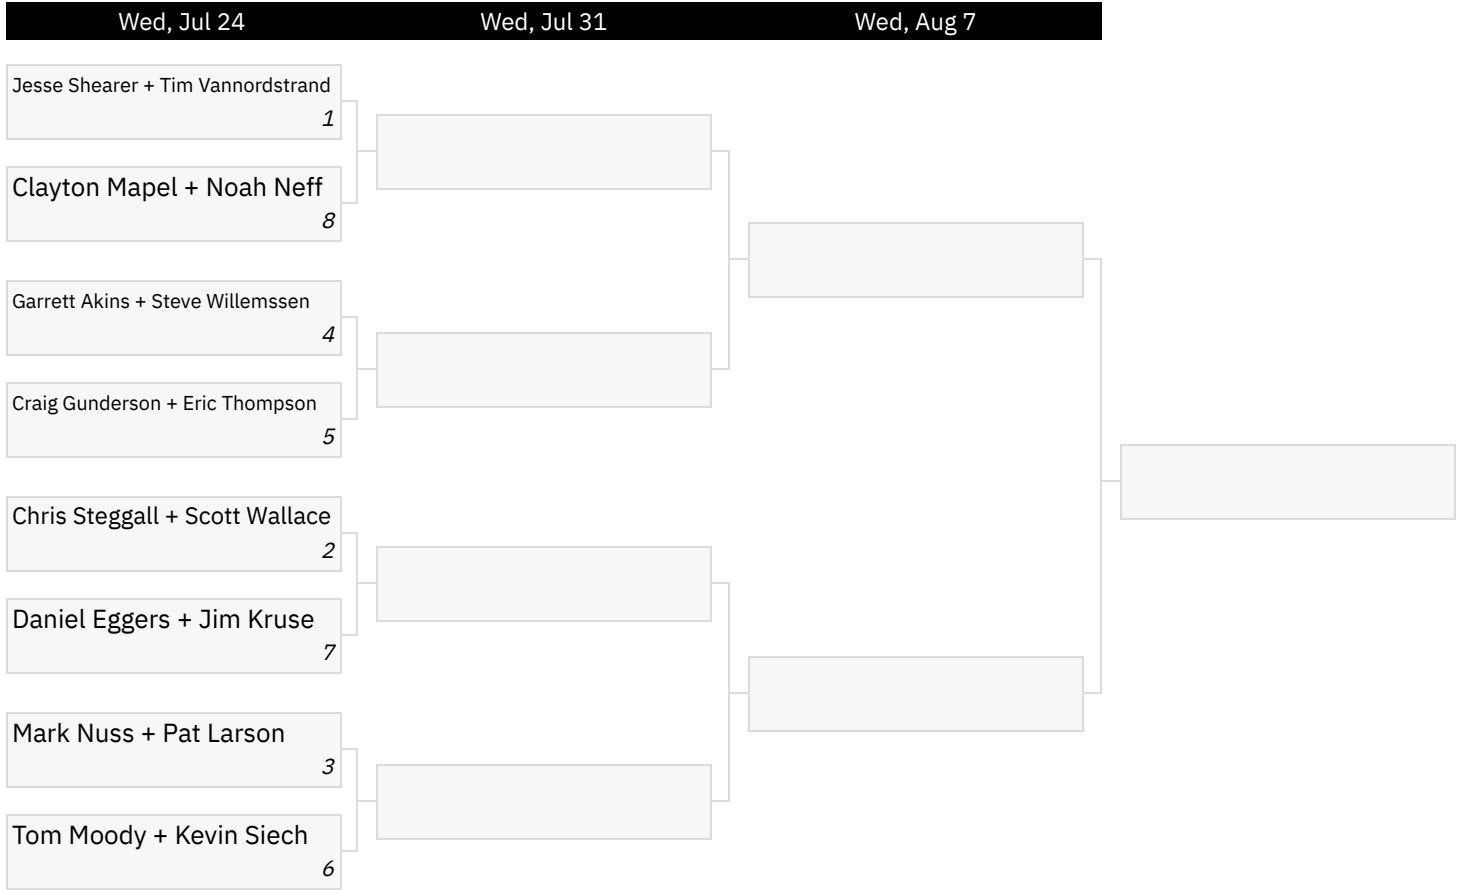 Wed, Jul 24
Wed, Jul 31
Wed, Aug 7
Jesse Shearer + Tim Vannordstrand
1
Clayton Mapel + Noah Neff
8
Garrett Akins + Steve Willemssen
4
Craig Gunderson + Eric Thompson
5
Chris Steggall + Scott Wallace
2
Daniel Eggers + Jim Kruse
7
Mark Nuss + Pat Larson
3
Tom Moody + Kevin Siech
6